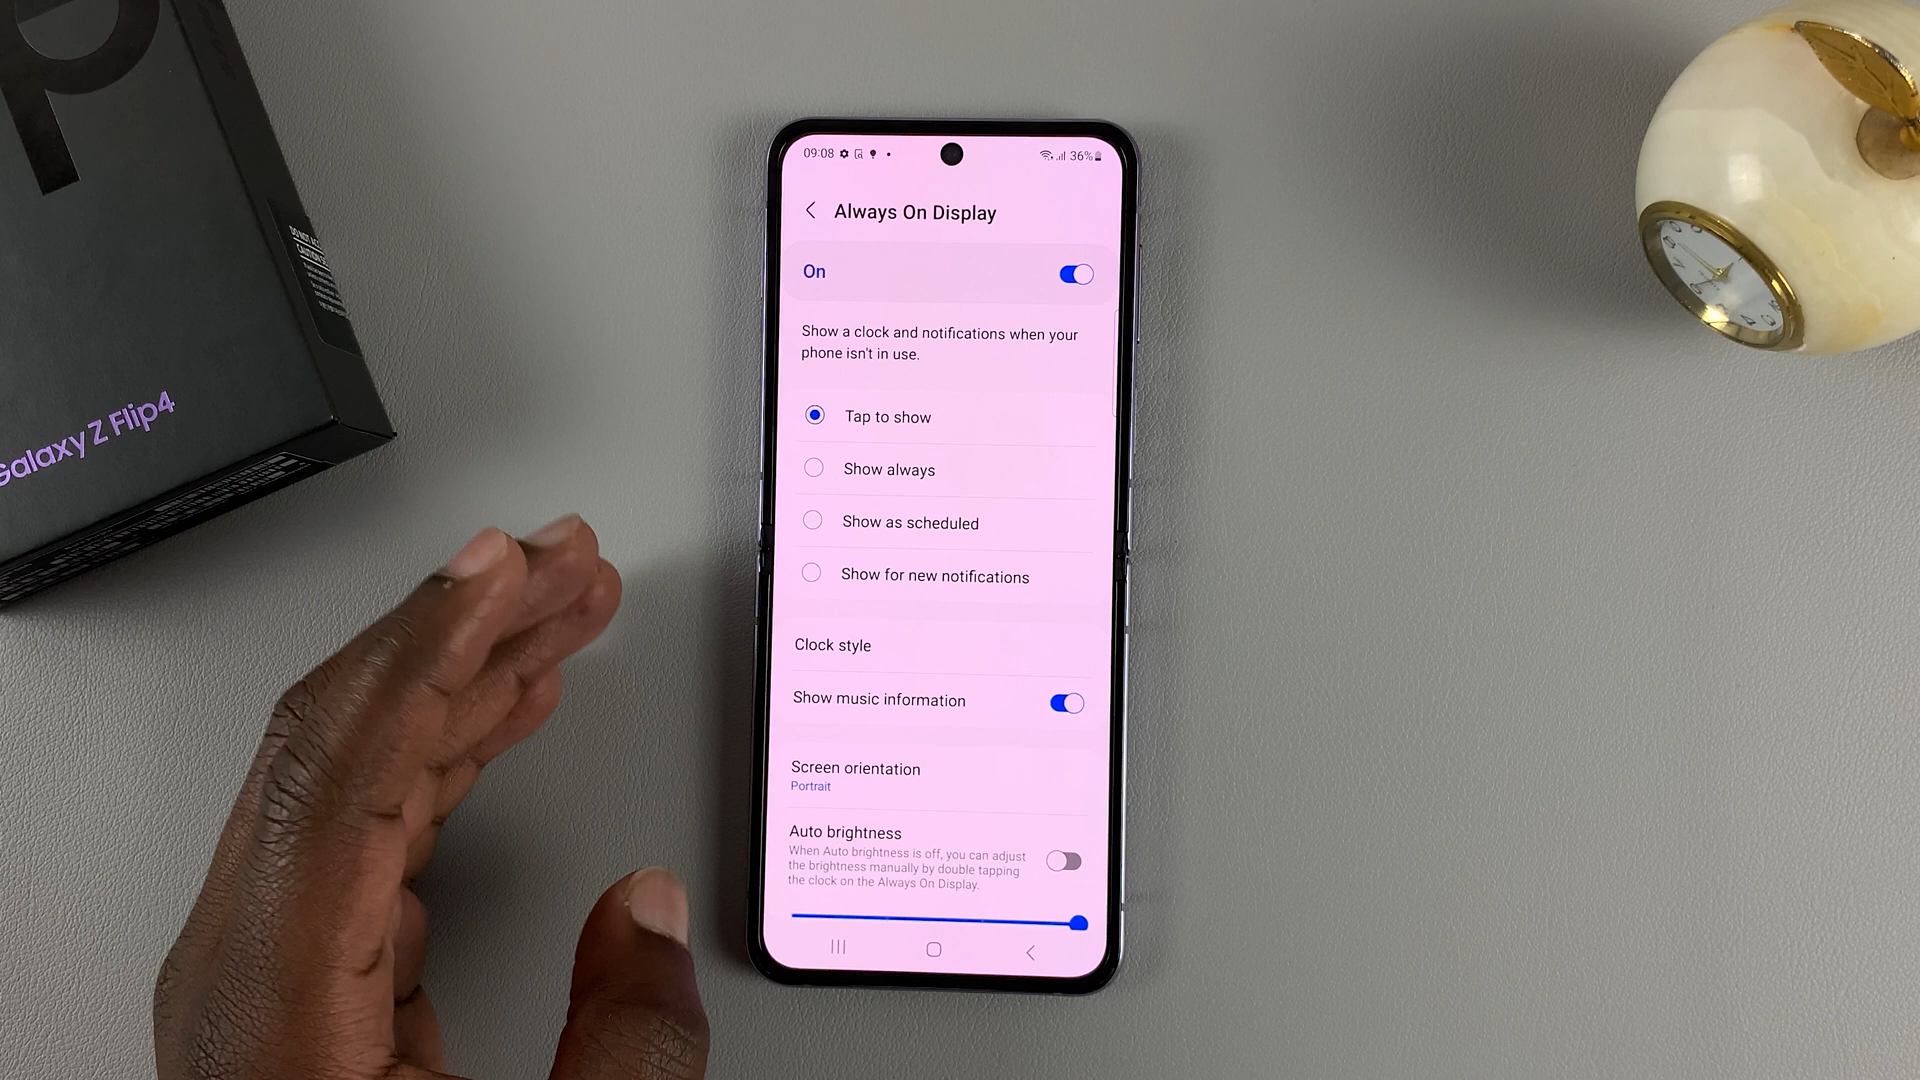 Galaxy Z Flip4
09:08
36%
Always On Display
On
Show a clock and notifications when your
phone isn't in use.
Tap to show
Show always
Show as scheduled
Show for new notifications
Clock style
Show music information
Screen orientation
Portrait
Auto brightness
When Auto brightness is off, you can adjust
the brightness manually by double tapping
the clock on the Always On Display.